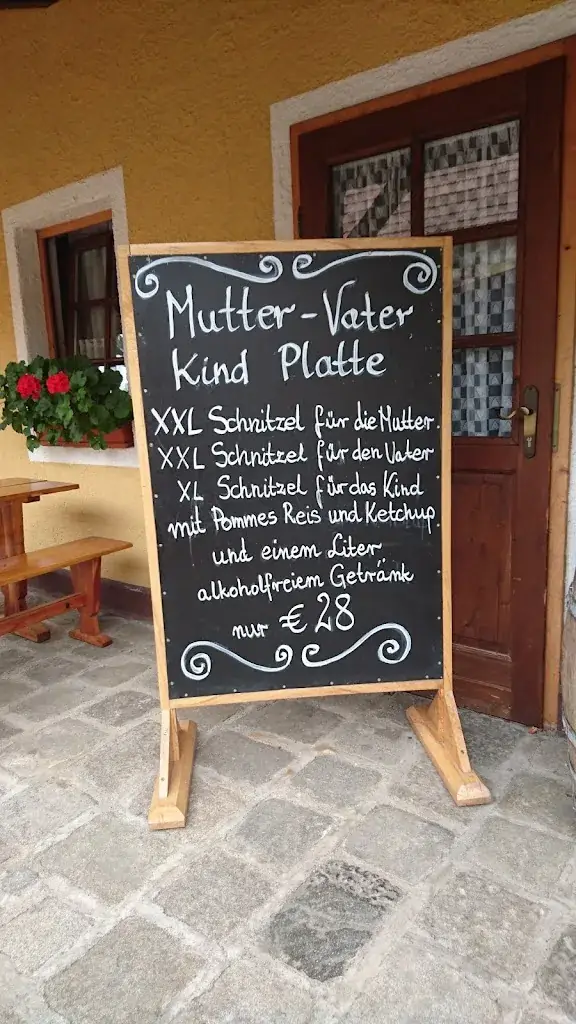 Mutter-Vater
Kind Platte
XXL Schnitzel für die Mutter
XXL Schnitzel für den Vater
XL Schnitzel für das Kind
mit Pommes Reis und Ketchup
und einem Liter
alkoholfreiem Getränk
nur € 28